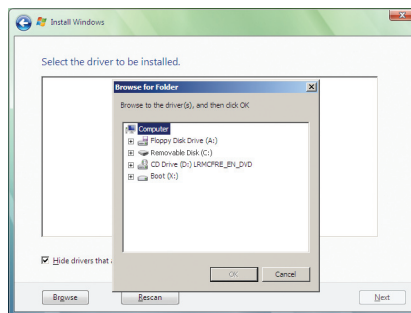 Install Windows
Select the driver to be installed.
Browse for Folder
Browse to the driver(s), and then click OK
Computer
Floppy Disk Drive (A:)
Removable Disk (C:)
CD Drive (D:) LRMCFRE_EN_DVD
Boot (X:)
Hide drivers that
OK
Cancel
Browse
Rescan
Next